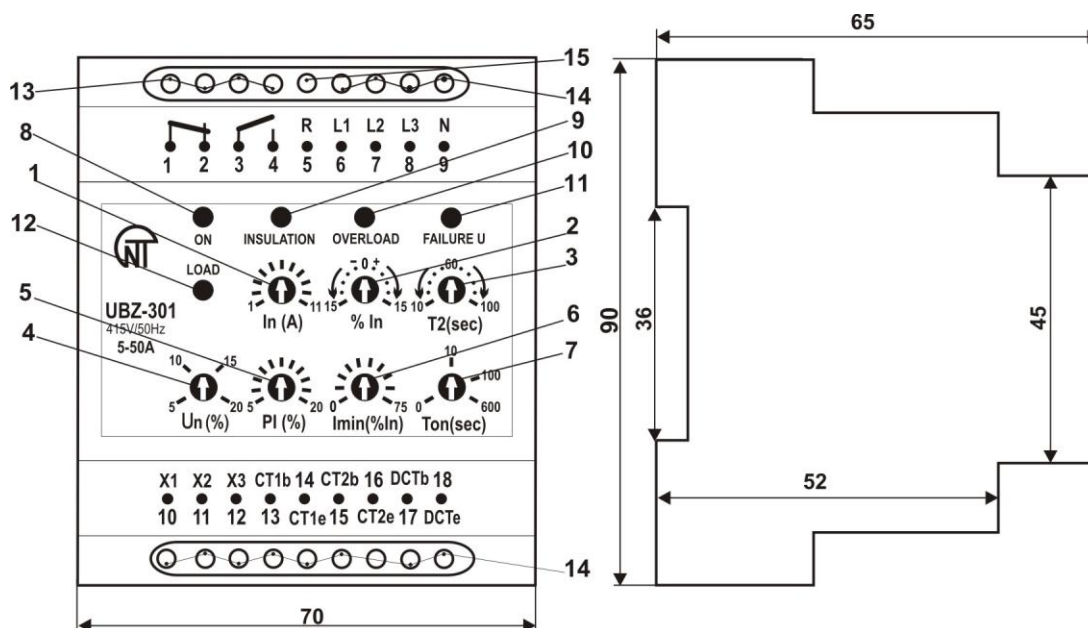 65
15
13
14
8
9
R L1 L2 L3 N
1 2 3 4 5 6 7 8 9
10
1
11
12
2
3
ON INSULATION OVERLOAD FAILURE U
NT
LOAD
− 0 +
60
1 11
15 15
10 100
In (A) % In T2(sec)
UBZ-301
415V/50Hz
5-50A
5
4
6
7
10 15
5 20
Un (%)
5 20
PI (%)
0 75
Imin(%In)
10
100
0 600
Ton(sec)
90
36
45
X1 X2 X3 CT1b 14 CT2b 16 DCTb 18
10 11 12 13 CT1e 15 CT2e 17 DCTe
52
14
70